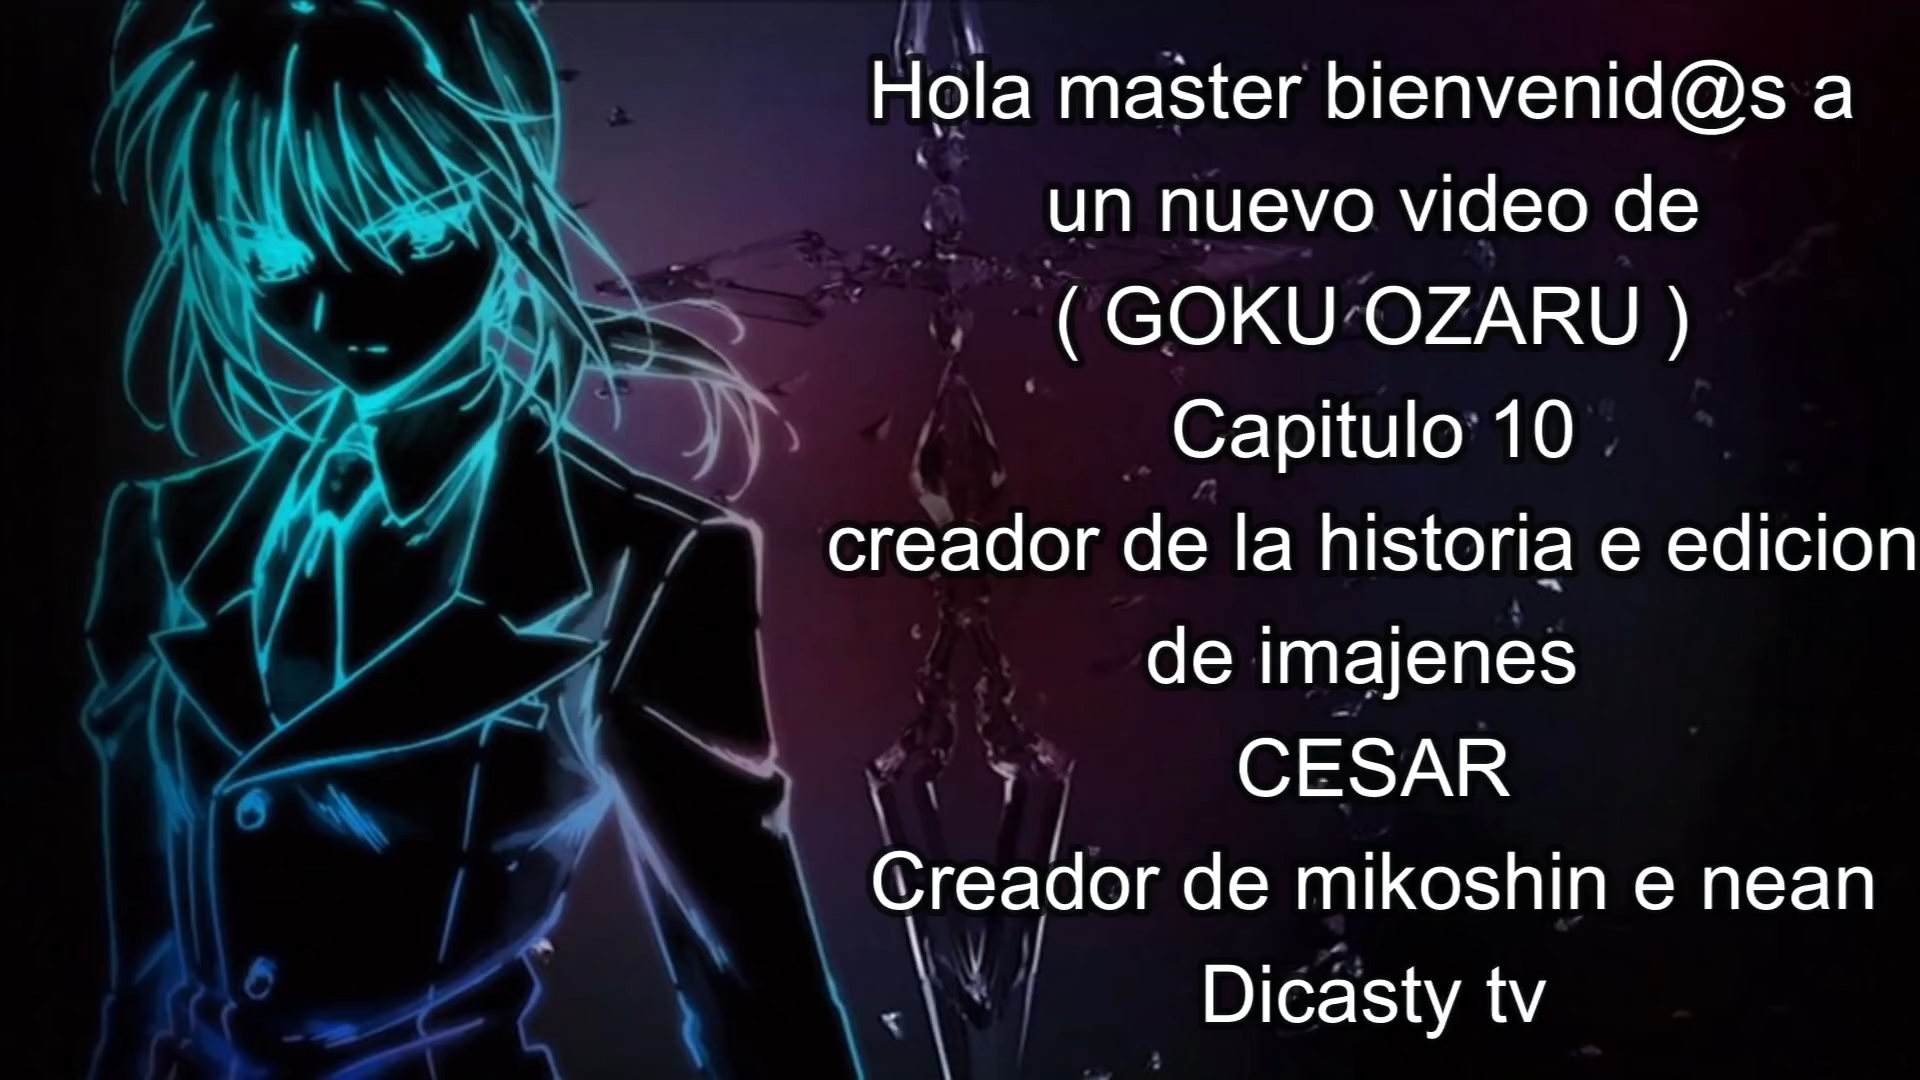 Hola master bienvenid@s a
un nuevo video de
( GOKU OZARU )
Capitulo 10
creador de la historia e edicion
de imajenes
CESAR
Creador de mikoshin e nean
Dicasty tv